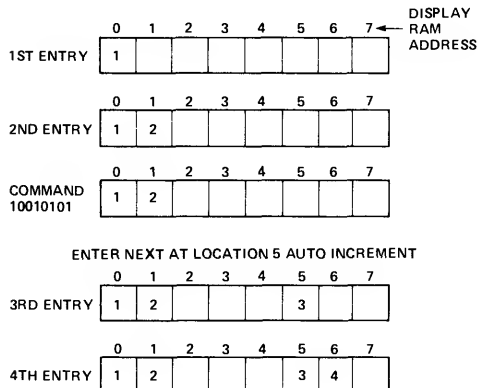 DISPLAY
0 1 2 3 4 5 6 7 RAM
ADDRESS
1ST ENTRY 1
0 1 2 3 4 5 6 7
2ND ENTRY 1 2
0 1 2 3 4 5 6 7
COMMAND
10010101 1 2
ENTER NEXT AT LOCATION 5 AUTO INCREMENT
0 1 2 3 4 5 6 7
3RD ENTRY 1 2 3
0 1 2 3 4 5 6 7
4TH ENTRY 1 2 3 4